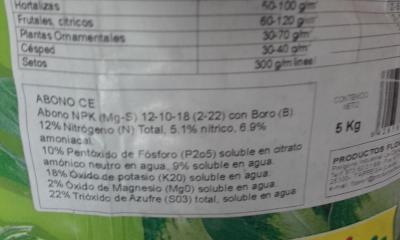 Hortalizas 50-100 g/m²
Frutales, cítricos 60-120 g/m²
Plantas Ornamentales 30-70 g/m²
Césped 30-40 g/m²
Setos 300 g/m lineal
ABONO CE
Abono NPK (Mg-S) 12-10-18 (2-22) con Boro (B)
12% Nitrógeno (N) Total, 5.1% nítrico, 6.9%
amoniacal.
10% Pentóxido de Fósforo (P2o5) soluble en citrato
amónico neutro en agua, 9% soluble en agua.
18% Óxido de potasio (K20) soluble en agua.
2% Óxido de Magnesio (Mg0) soluble en agua.
22% Trióxido de Azufre (S03) total, soluble en agua
CONTENIDO
NETO
5 Kg
PRODUCTOS FLO